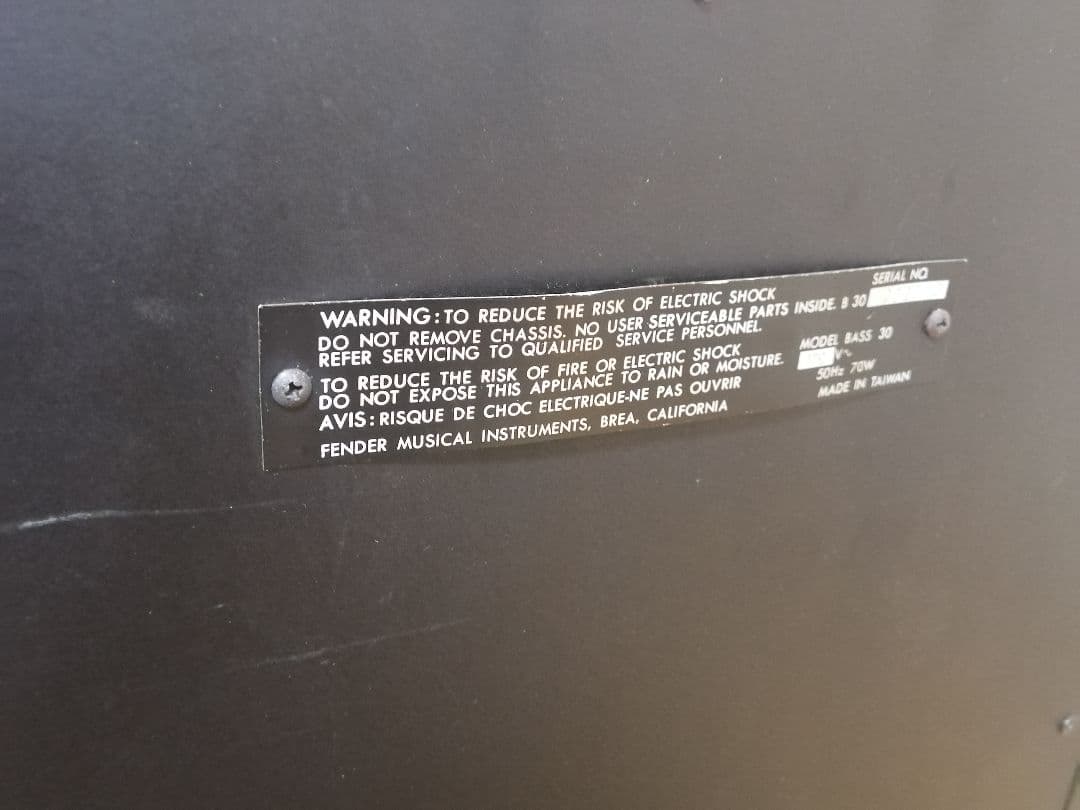 SERIAL NO
WARNING: TO REDUCE THE RISK OF ELECTRIC SHOCK
DO NOT REMOVE CHASSIS. NO USER SERVICEABLE PARTS INSIDE. B 30
REFER SERVICING TO QUALIFIED SERVICE PERSONNEL.
TO REDUCE THE RISK OF FIRE OR ELECTRIC SHOCK
MODEL BASS 30
DO NOT EXPOSE THIS APPLIANCE TO RAIN OR MOISTURE.
V~
AVIS: RISQUE DE CHOC ELECTRIQUE-NE PAS OUVRIR
50Hz 70W
FENDER MUSICAL INSTRUMENTS, BREA, CALIFORNIA
MADE IN TAIWAN